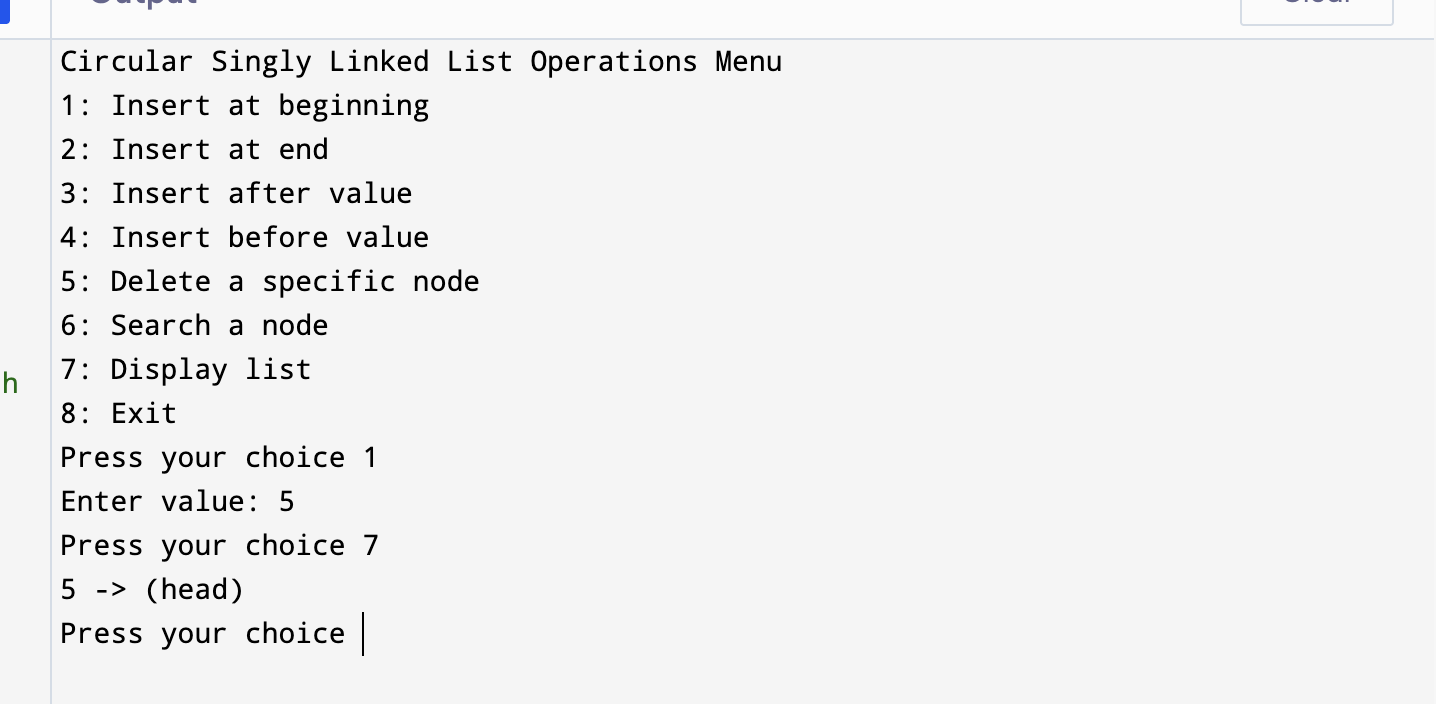 Output
Clear
Circular Singly Linked List Operations Menu
1: Insert at beginning
2: Insert at end
3: Insert after value
4: Insert before value
5: Delete a specific node
6: Search a node
7: Display list
h
8: Exit
Press your choice 1
Enter value: 5
Press your choice 7
5 -> (head)
Press your choice